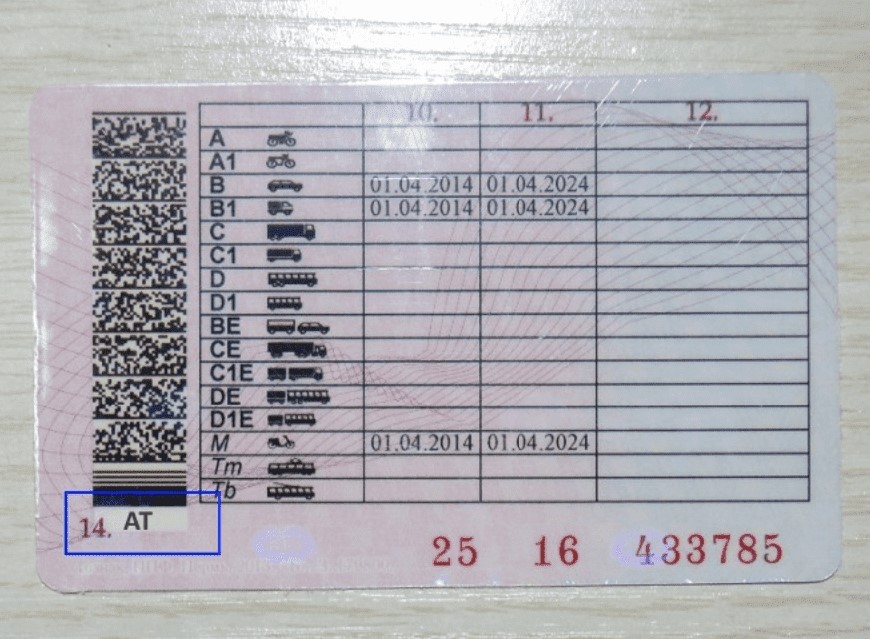 10. 11. 12.
A
A1
B 01.04.2014 01.04.2024
B1 01.04.2014 01.04.2024
C
C1
D
D1
BE
CE
C1E
DE
D1E
M 01.04.2014 01.04.2024
Tm
Tb
14. AT
25 16 433785